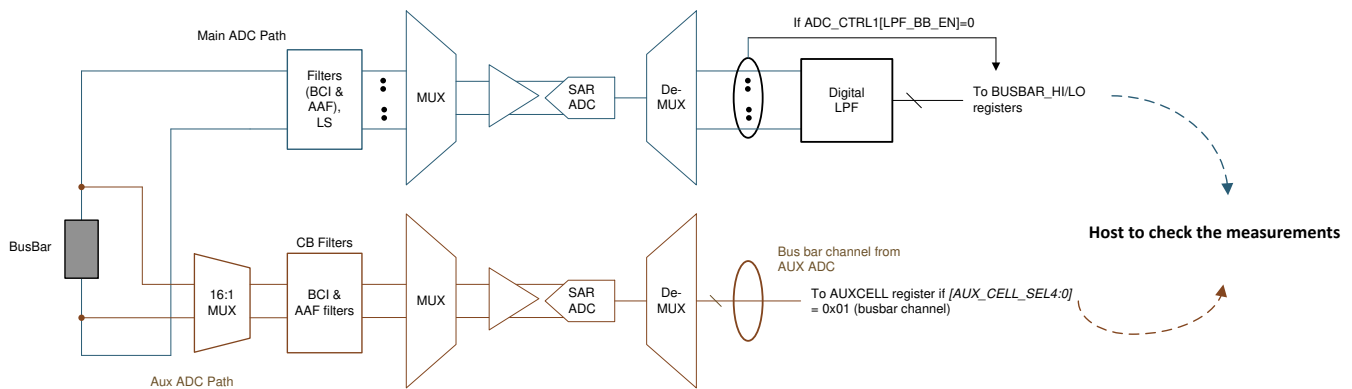 If ADC_CTRL1[LPF_BB_EN]=0
Main ADC Path
Filters
(BCI &
AAF),
LS
MUX
SAR
ADC
De-
MUX
Digital
LPF
To BUSBAR_HI/LO
registers
BusBar
Host to check the measurements
CB Filters
16:1
MUX
BCI &
AAF filters
MUX
SAR
ADC
De-
MUX
Bus bar channel from
AUX ADC
To AUXCELL register if [AUX_CELL_SEL4:0]
= 0x01 (busbar channel)
Aux ADC Path